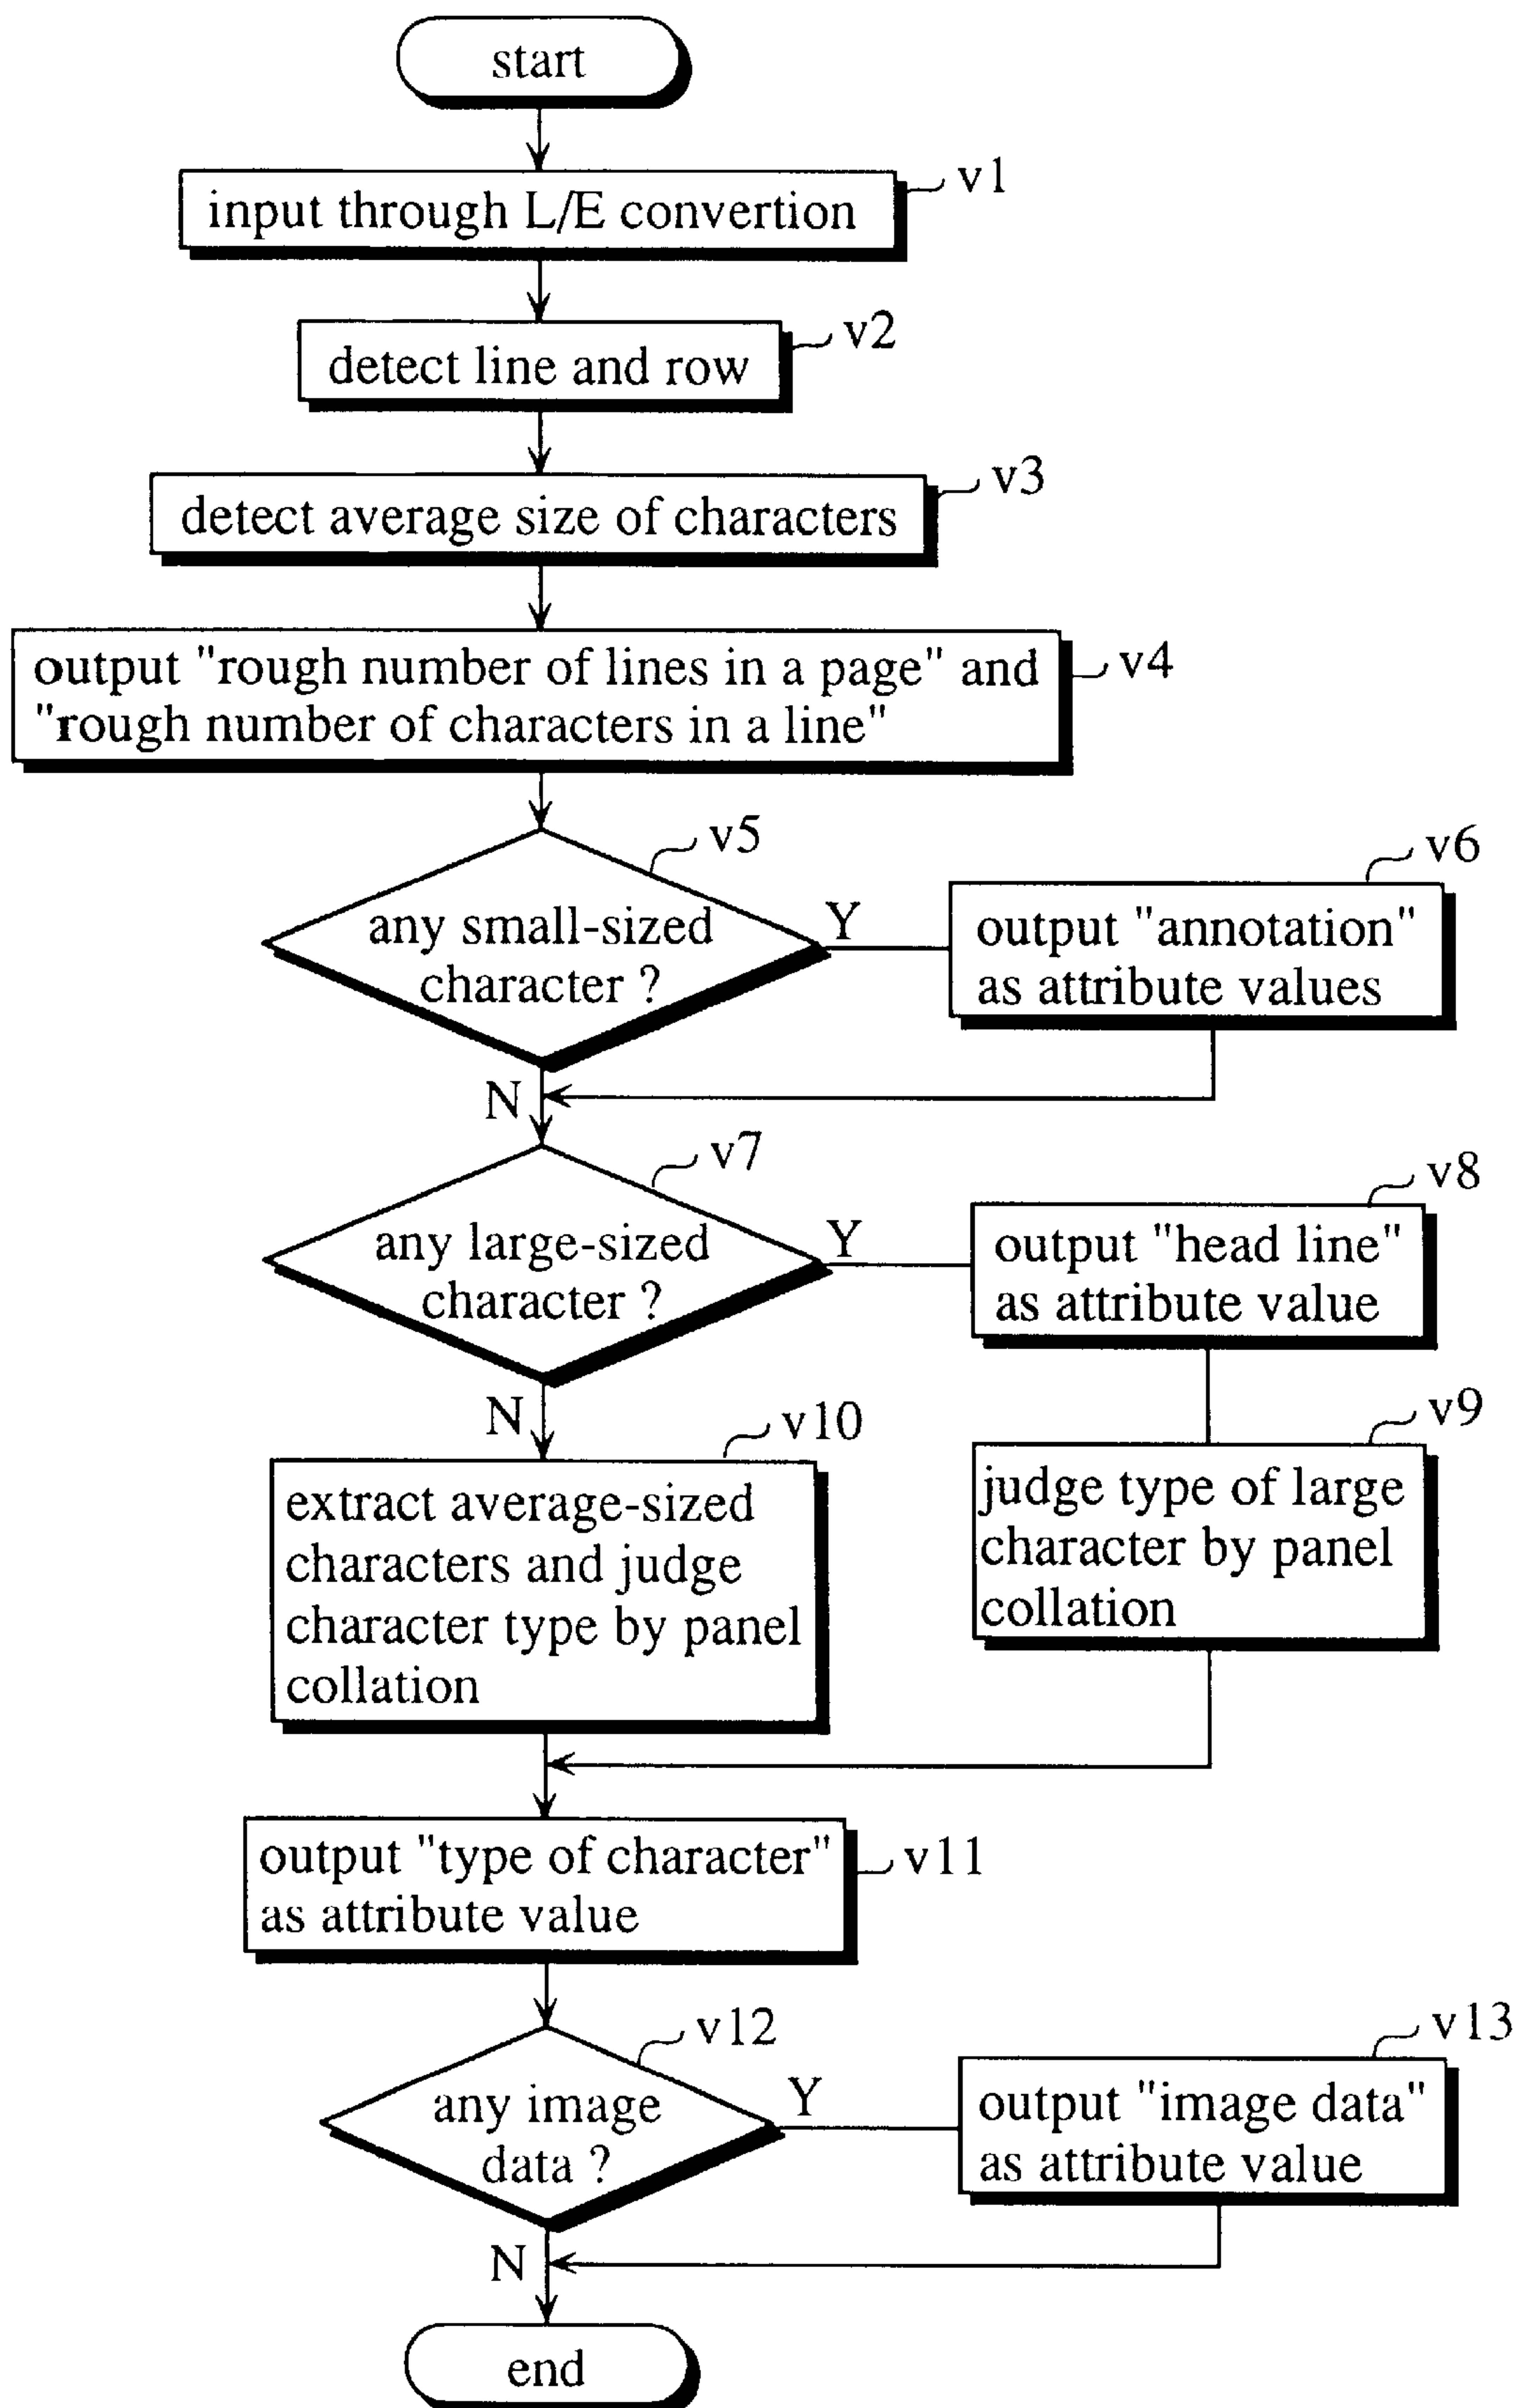 start
v1
input through L/E convertion
v2
detect line and row
v3
detect average size of characters
v4
output "rough number of lines in a page" and
"rough number of characters in a line"
v5
any small-sized
character ?
Y
v6
output "annotation"
as attribute values
N
v7
any large-sized
character ?
Y
v8
output "head line"
as attribute value
N
v9
judge type of large
character by panel
collation
v10
extract average-sized
characters and judge
character type by panel
collation
v11
output "type of character"
as attribute value
v12
any image
data ?
Y
v13
output "image data"
as attribute value
N
end